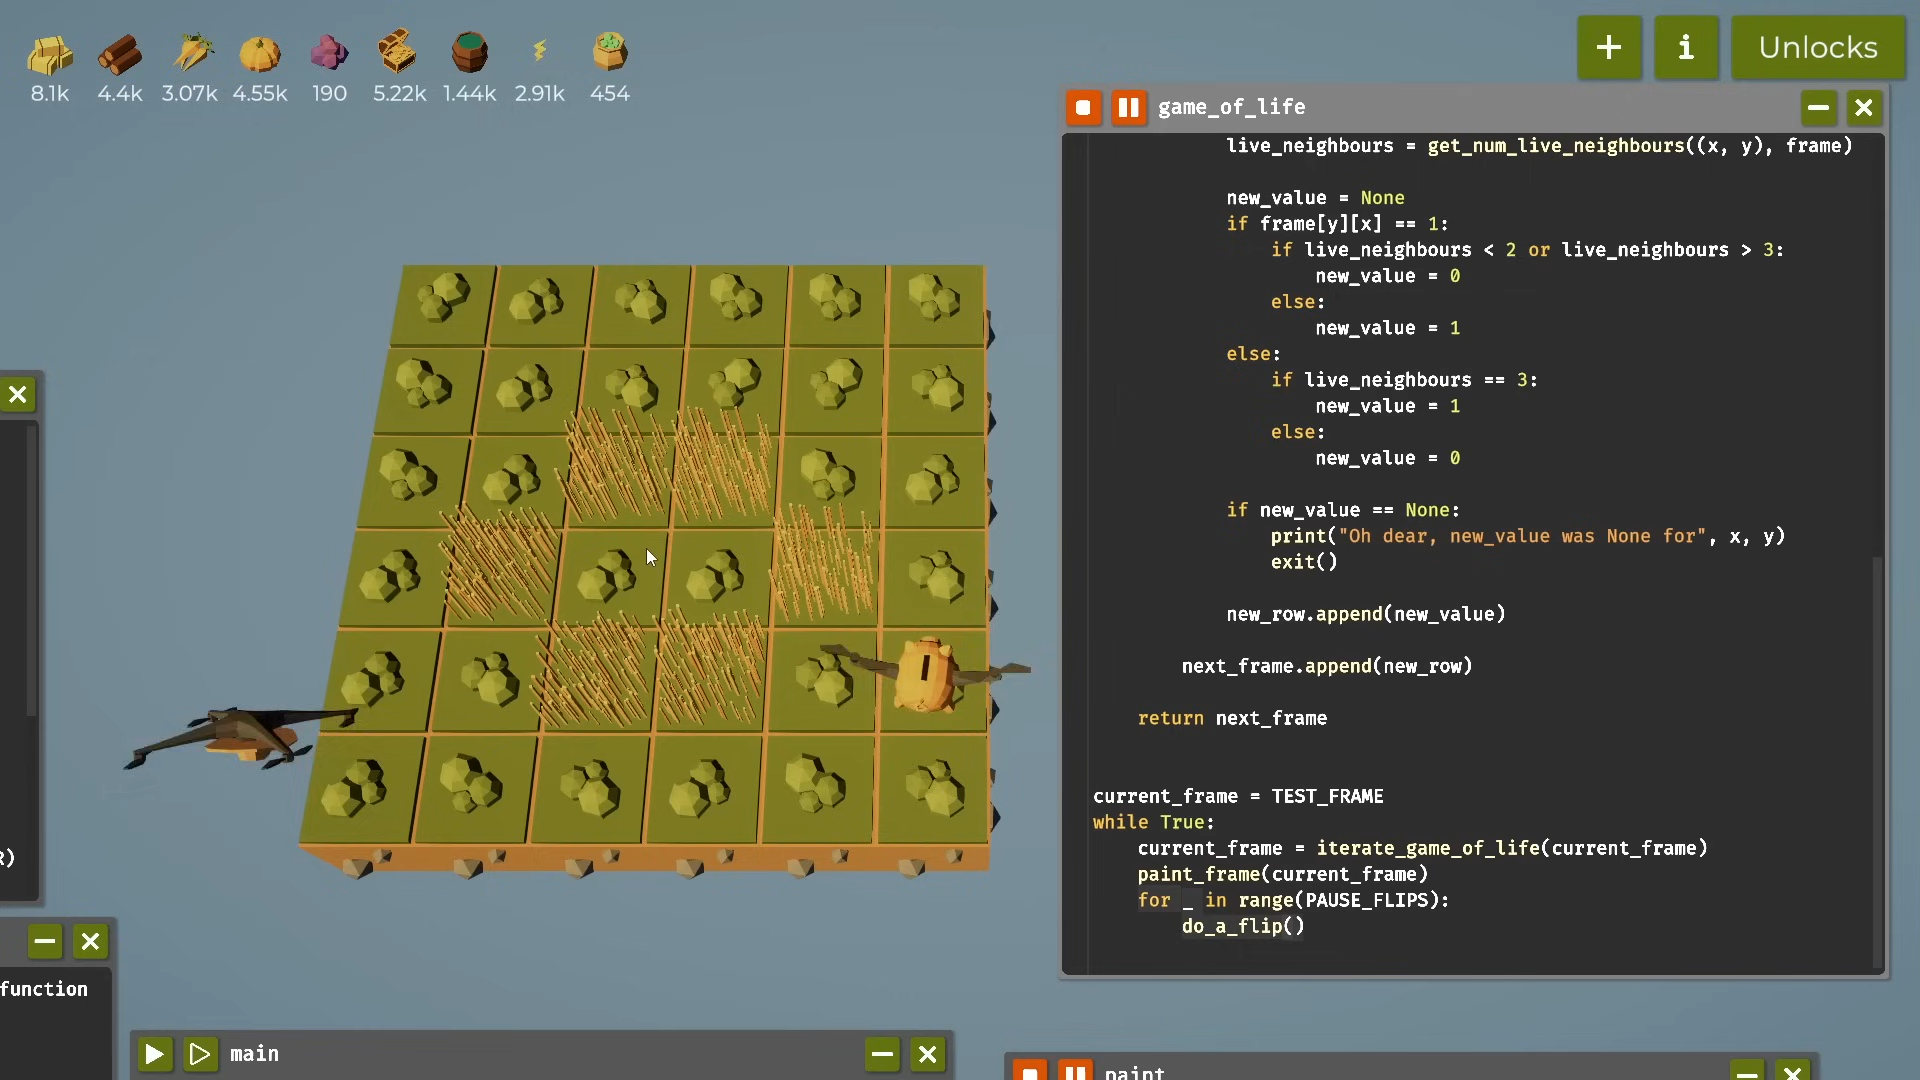 8.1k 4.4k 3.07k 4.55k 190 5.22k 1.44k 2.91k 454
+ i Unlocks
game_of_life
live_neighbours = get_num_live_neighbours((x, y), frame)
new_value = None
if frame[y][x] == 1:
if live_neighbours < 2 or live_neighbours > 3:
new_value = 0
else:
new_value = 1
else:
if live_neighbours == 3:
new_value = 1
else:
new_value = 0
if new_value == None:
print("Oh dear, new_value was None for", x, y)
exit()
new_row.append(new_value)
next_frame.append(new_row)
return next_frame
current_frame = TEST_FRAME
while True:
current_frame = iterate_game_of_life(current_frame)
paint_frame(current_frame)
for _ in range(PAUSE_FLIPS):
do_a_flip()
function
main
paint